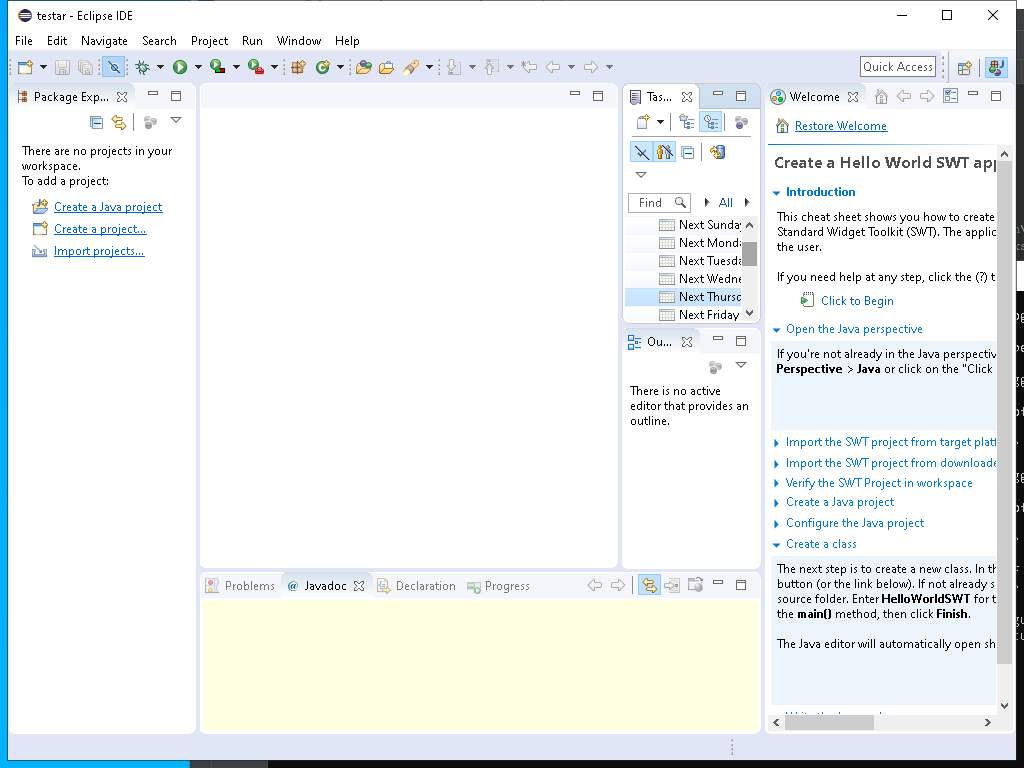 testar - Eclipse IDE
File Edit Navigate Search Project Run Window Help
Quick Access
Package Exp...
There are no projects in your
workspace.
To add a project:
Create a Java project
Create a project...
Import projects...
Tas...
Find
All
Next Sunday
Next Monda
Next Tuesda
Next Wedne
Next Thursd
Next Friday
Ou...
There is no active
editor that provides an
outline.
Problems
@ Javadoc
Declaration
Progress
Welcome
Restore Welcome
Create a Hello World SWT app
Introduction
This cheat sheet shows you how to create
Standard Widget Toolkit (SWT). The applic
the user.
If you need help at any step, click the (?) t
Click to Begin
Open the Java perspective
If you're not already in the Java perspectiv
Perspective > Java or click on the "Click
Import the SWT project from target platf
Import the SWT project from downloade
Verify the SWT Project in workspace
Create a Java project
Configure the Java project
Create a class
The next step is to create a new class. In th
button (or the link below). If not already s
source folder. Enter HelloWorldSWT for t
the main() method, then click Finish.
The Java editor will automatically open sh